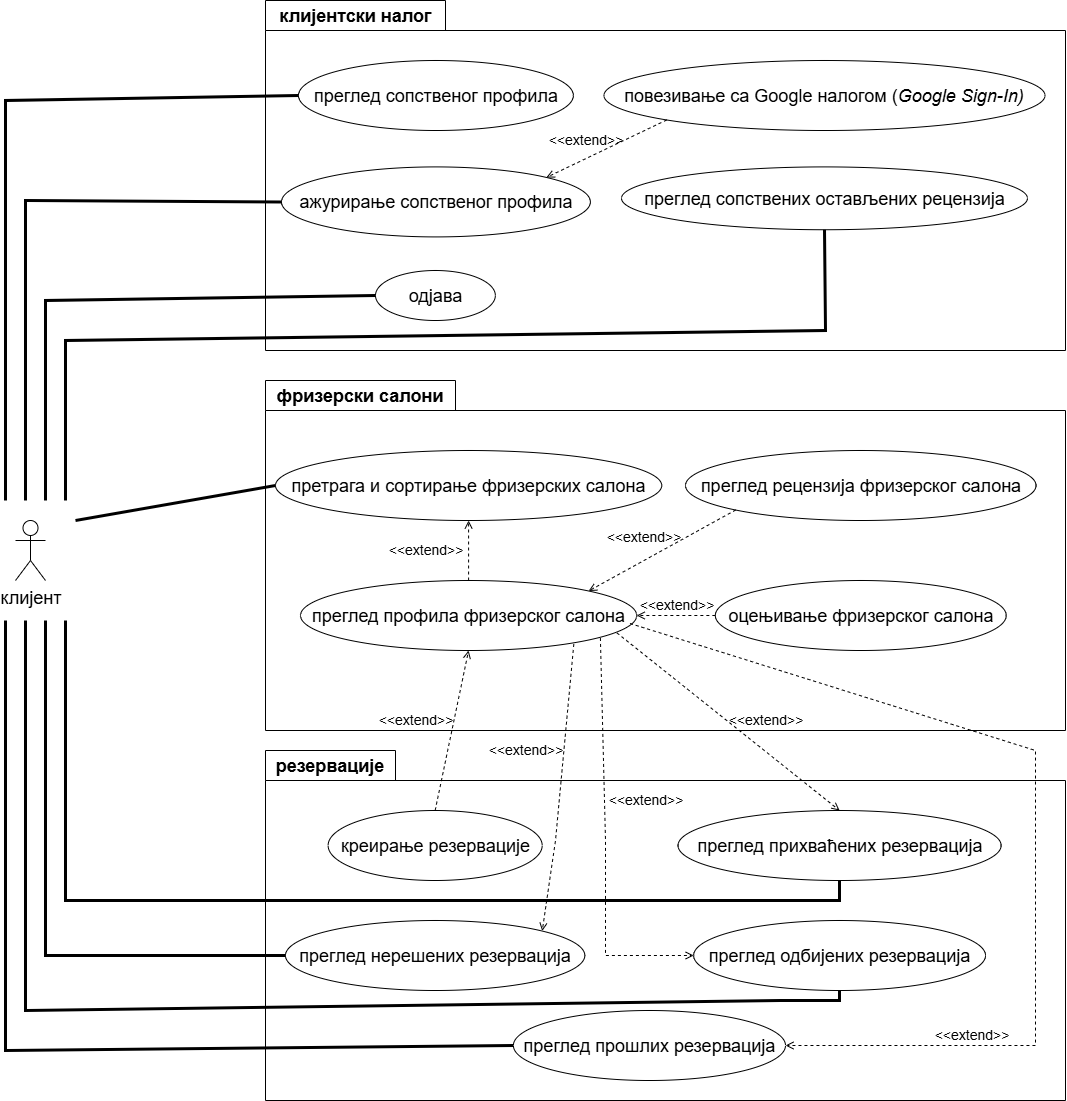 клијентски налог
преглед сопственог профила
повезивање са Google налогом (Google Sign-In)
<<extend>>
ажурирање сопственог профила
преглед сопствених остављених рецензија
одјава
фризерски салони
претрага и сортирање фризерских салона
преглед рецензија фризерског салона
<<extend>>
<<extend>>
клијент
преглед профила фризерског салона
<<extend>>
оцењивање фризерског салона
<<extend>>
<<extend>>
<<extend>>
резервације
<<extend>>
креирање резервације
преглед прихваћених резервација
преглед нерешених резервација
преглед одбијених резервација
<<extend>>
преглед прошлих резервација